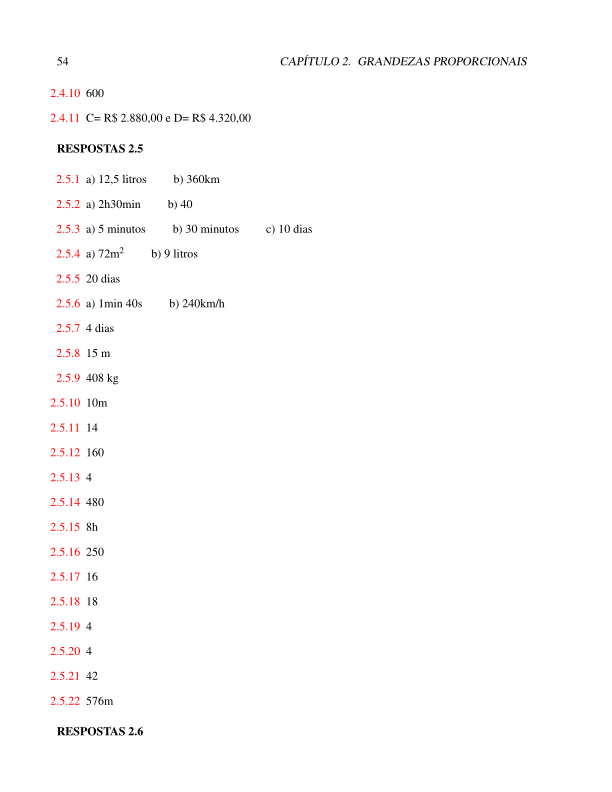 54 CAPÍTULO 2. GRANDEZAS PROPORCIONAIS
2.4.10 600
2.4.11 C= R$ 2.880,00 e D= R$ 4.320,00
RESPOSTAS 2.5
2.5.1 a) 12,5 litros b) 360km
2.5.2 a) 2h30min b) 40
2.5.3 a) 5 minutos b) 30 minutos c) 10 dias
2.5.4 a) 72m² b) 9 litros
2.5.5 20 dias
2.5.6 a) 1min 40s b) 240km/h
2.5.7 4 dias
2.5.8 15 m
2.5.9 408 kg
2.5.10 10m
2.5.11 14
2.5.12 160
2.5.13 4
2.5.14 480
2.5.15 8h
2.5.16 250
2.5.17 16
2.5.18 18
2.5.19 4
2.5.20 4
2.5.21 42
2.5.22 576m
RESPOSTAS 2.6